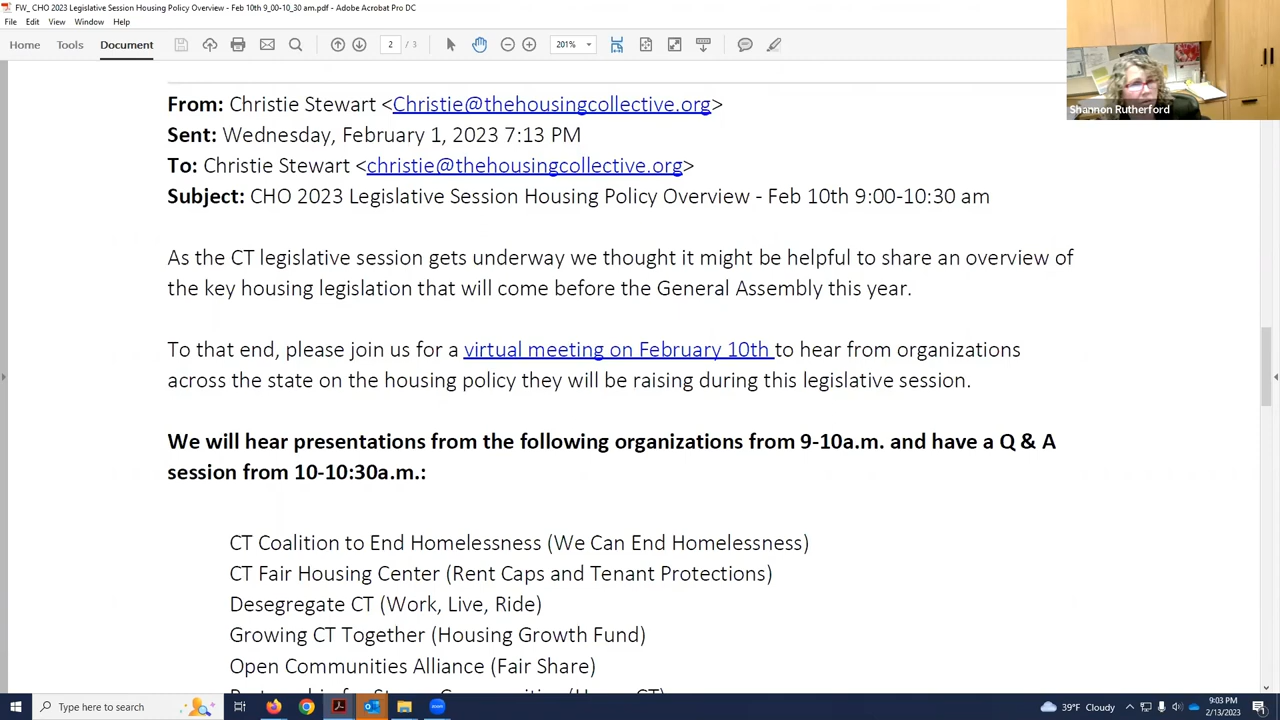 FW_ CHO 2023 Legislative Session Housing Policy Overview - Feb 10th 9_00-10_30 am.pdf - Adobe Acrobat Pro DC
File Edit View Window Help
Home Tools Document 2 / 3 201%
Shannon Rutherford
From: Christie Stewart <Christie@thehousingcollective.org>
Sent: Wednesday, February 1, 2023 7:13 PM
To: Christie Stewart <christie@thehousingcollective.org>
Subject: CHO 2023 Legislative Session Housing Policy Overview - Feb 10th 9:00-10:30 am
As the CT legislative session gets underway we thought it might be helpful to share an overview of
the key housing legislation that will come before the General Assembly this year.
To that end, please join us for a virtual meeting on February 10th to hear from organizations
across the state on the housing policy they will be raising during this legislative session.
We will hear presentations from the following organizations from 9-10a.m. and have a Q & A
session from 10-10:30a.m.:
CT Coalition to End Homelessness (We Can End Homelessness)
CT Fair Housing Center (Rent Caps and Tenant Protections)
Desegregate CT (Work, Live, Ride)
Growing CT Together (Housing Growth Fund)
Open Communities Alliance (Fair Share)
Type here to search
39°F Cloudy
9:03 PM
2/13/2023